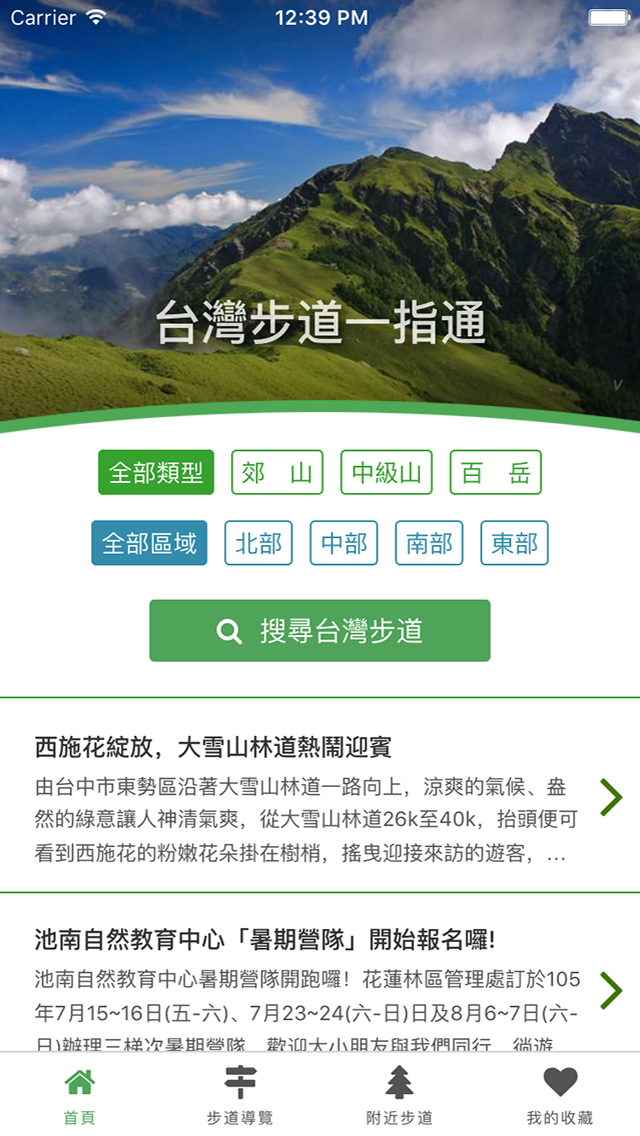 Carrier 12:39 PM
台灣步道一指通
V
全部類型 郊 山 中級山 百 岳
全部區域 北部 中部 南部 東部
搜尋台灣步道
西施花綻放，大雪山林道熱鬧迎賓
由台中市東勢區沿著大雪山林道一路向上，涼爽的氣候、盎
然的綠意讓人神清氣爽，從大雪山林道26k至40k，抬頭便可
看到西施花的粉嫩花朵掛在樹梢，搖曳迎接來訪的遊客，...
池南自然教育中心「暑期營隊」開始報名囉!
池南自然教育中心暑期營隊開跑囉！花蓮林區管理處訂於105
年7月15~16日(五-六)、7月23~24(六-日)日及8月6~7日(六-
日)辦理三梯次暑期營隊，歡迎大小朋友與我們同行，徜遊
首頁 步道導覽 附近步道 我的收藏